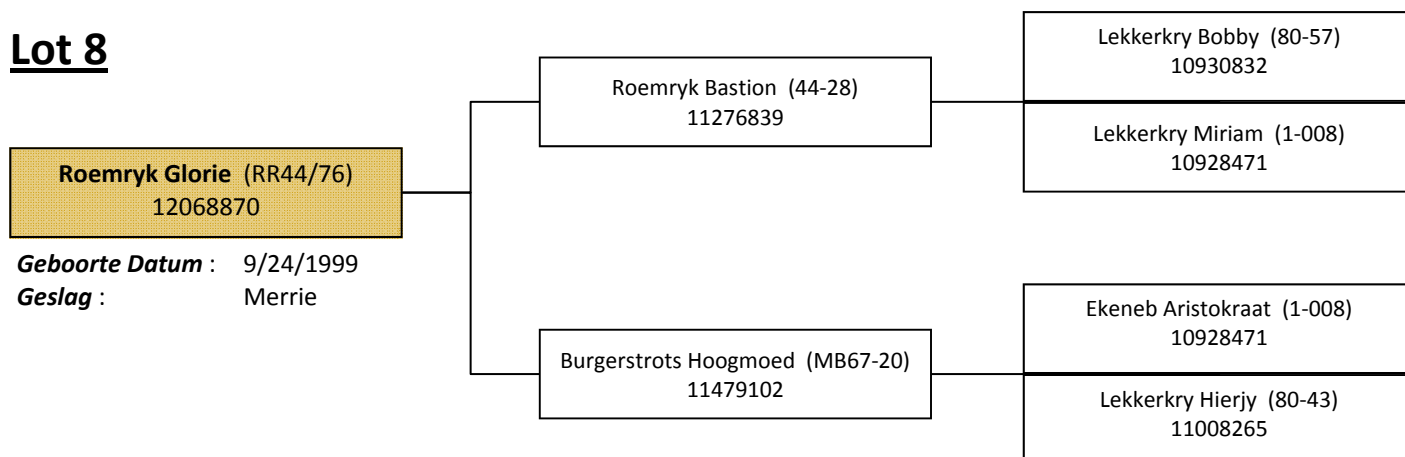 Lot 8
Roemryk Glorie (RR44/76)
12068870
Geboorte Datum : 9/24/1999
Geslag : Merrie
Roemryk Bastion (44-28)
11276839
Burgerstrots Hoogmoed (MB67-20)
11479102
Lekkerkry Bobby (80-57)
10930832
Lekkerkry Miriam (1-008)
10928471
Ekeneb Aristokraat (1-008)
10928471
Lekkerkry Hierjy (80-43)
11008265